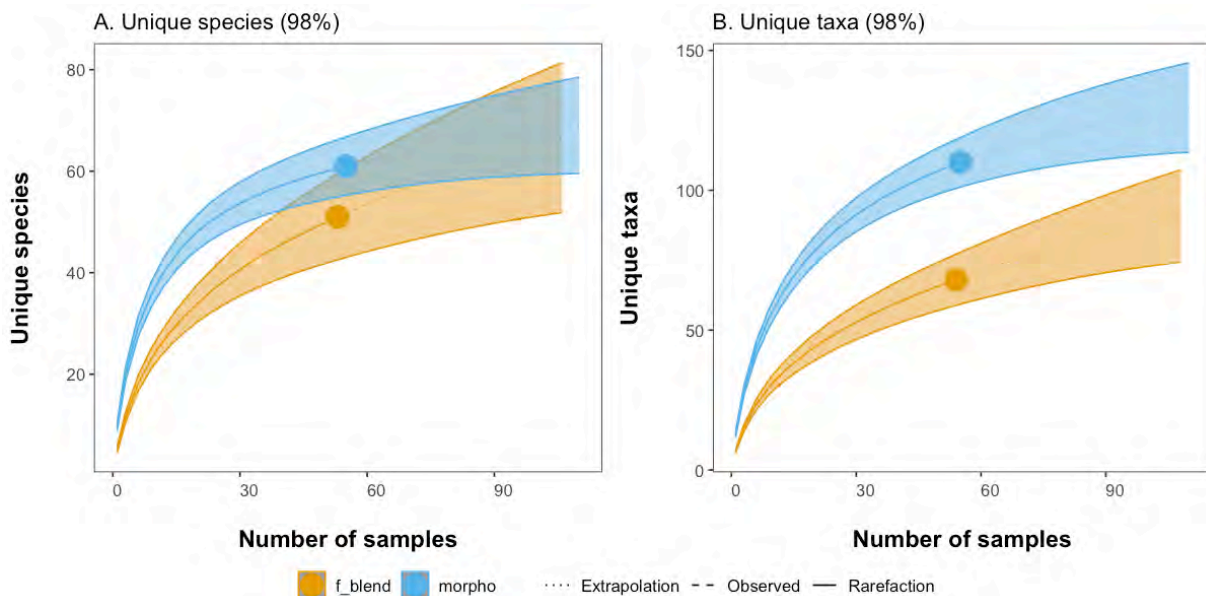 A. Unique species (98%)
B. Unique taxa (98%)
Unique species
80
60
40
20
0
30
60
90
Number of samples
Unique taxa
150
100
50
0
0
30
60
90
Number of samples
f_blend
morpho
Extrapolation
Observed
Rarefaction